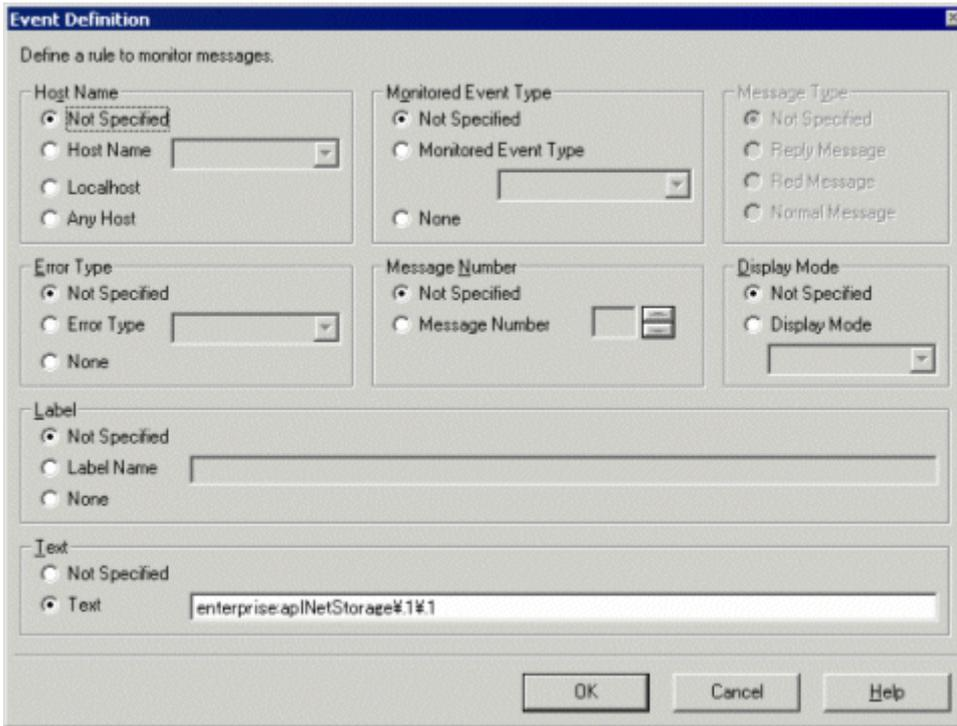 Event Definition
Define a rule to monitor messages.
Host Name
Not Specified
Host Name
Localhost
Any Host
Monitored Event Type
Not Specified
Monitored Event Type
None
Message Type
Not Specified
Reply Message
Red Message
Normal Message
Error Type
Not Specified
Error Type
None
Message Number
Not Specified
Message Number
Display Mode
Not Specified
Display Mode
Label
Not Specified
Label Name
None
Text
Not Specified
Text enterprise:aplNetStorage¥.1¥.1
OK Cancel Help